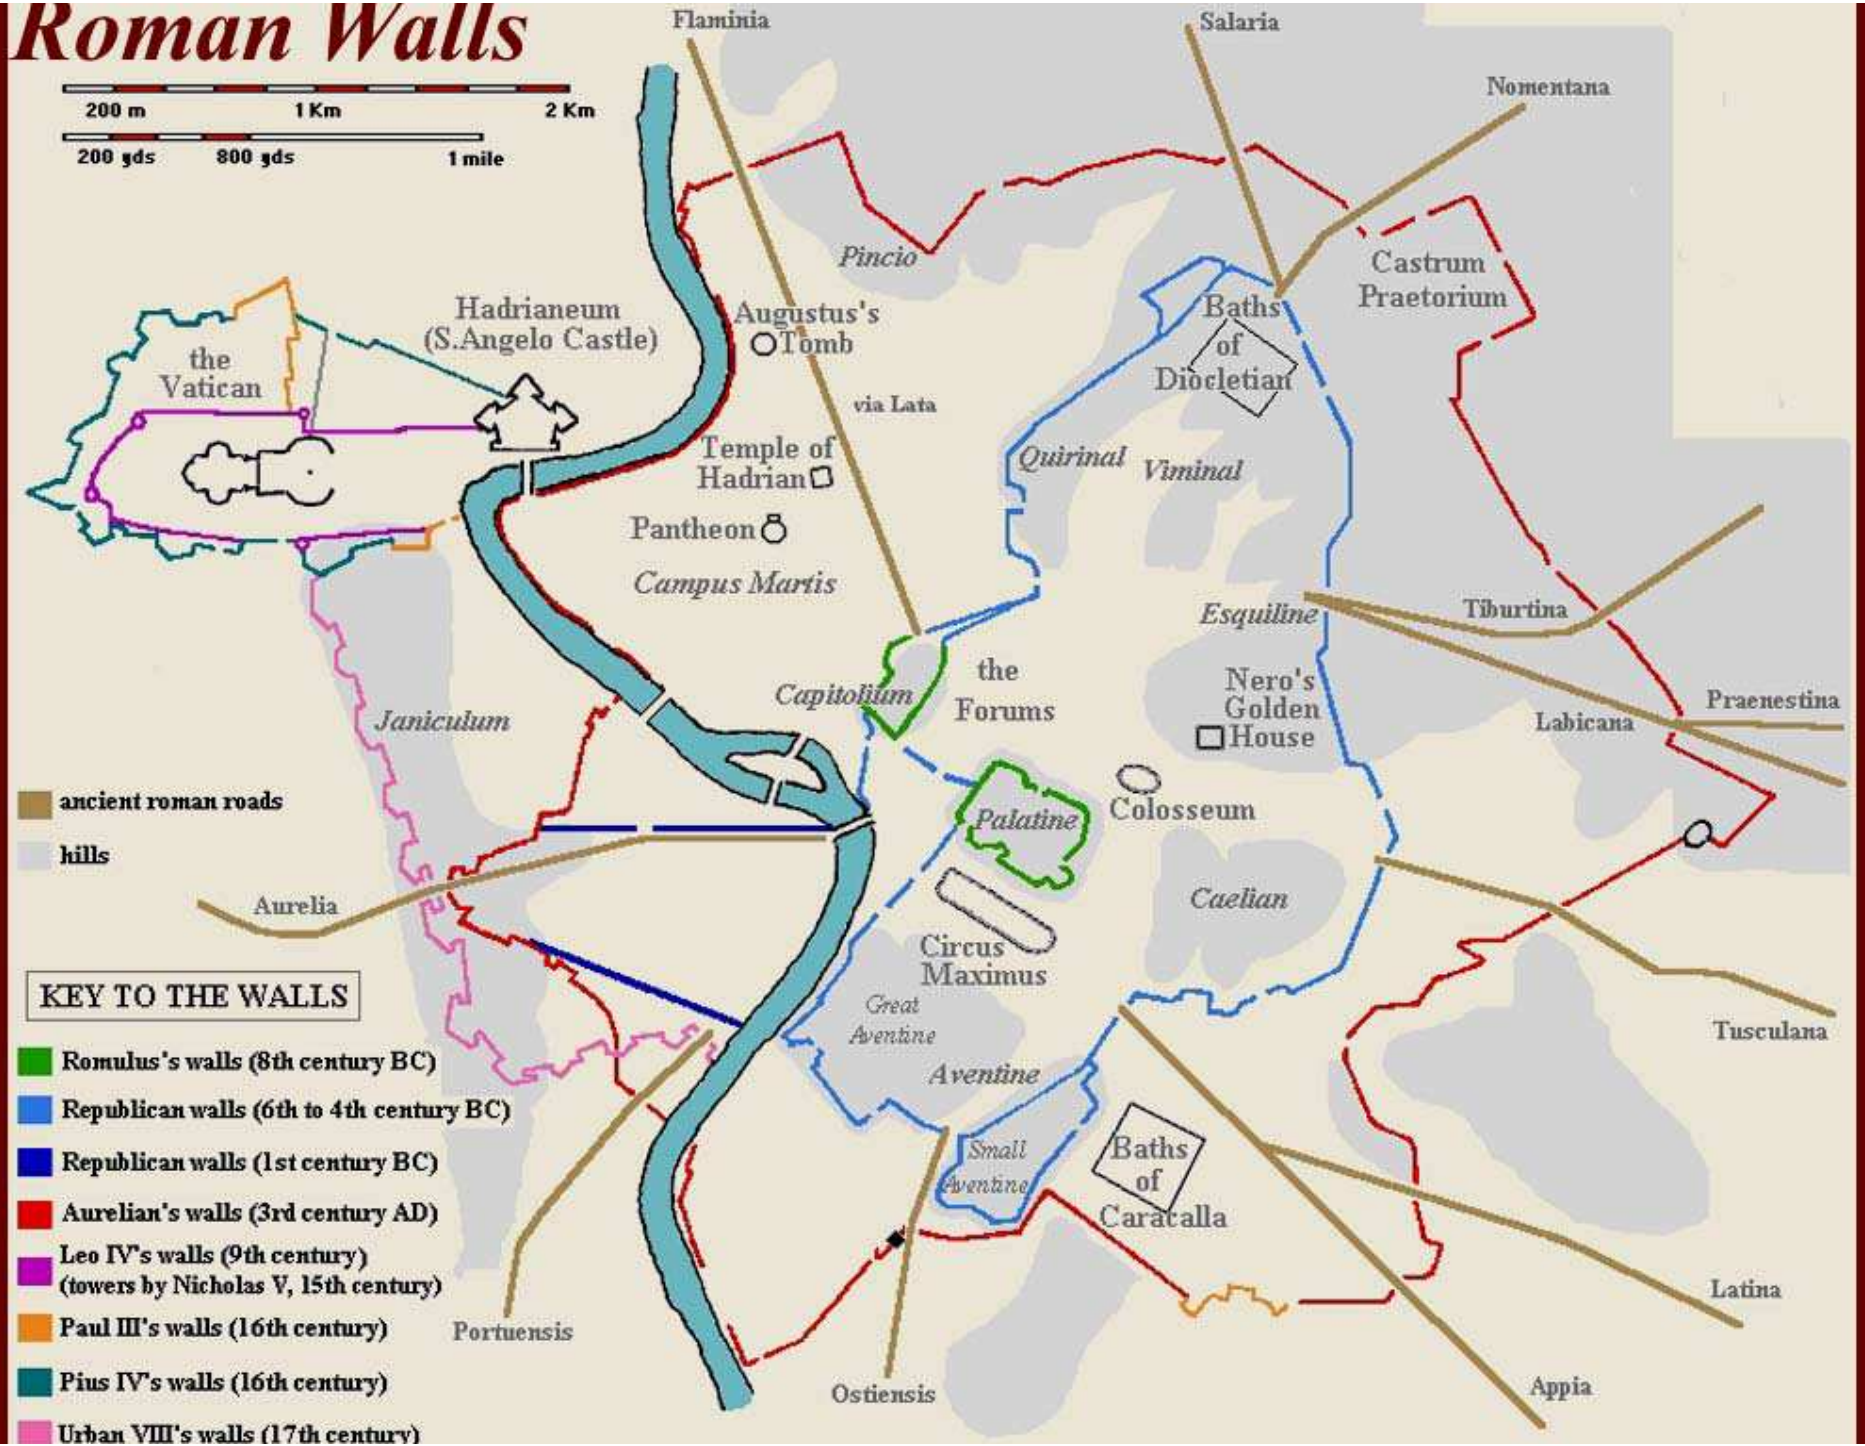 Roman Walls
200 m 1 Km 2 Km
200 yds 800 yds 1 mile
Flaminia
Salaria
Nomentana
Pincio
Castrum
Praetorium
Hadrianeum
(S.Angelo Castle)
Augustus's
Tomb
Baths
of
Diocletian
the
Vatican
via Lata
Temple of
Hadrian
Quirinal
Viminal
Pantheon
Campus Martis
Esquiline
Tiburtina
Capitolium
the
Forums
Nero's
Golden
House
Praenestina
Labicana
Janiculum
Palatine
Colosseum
ancient roman roads
hills
Aurelia
Caelian
Circus
Maximus
Great
Aventine
Aventine
Tusculana
Small
Aventine
Baths
of
Caracalla
Latina
Portuensis
Ostiensis
Appia
KEY TO THE WALLS
Romulus's walls (8th century BC)
Republican walls (6th to 4th century BC)
Republican walls (1st century BC)
Aurelian's walls (3rd century AD)
Leo IV's walls (9th century)
(towers by Nicholas V, 15th century)
Paul III's walls (16th century)
Pius IV's walls (16th century)
Urban VIII's walls (17th century)